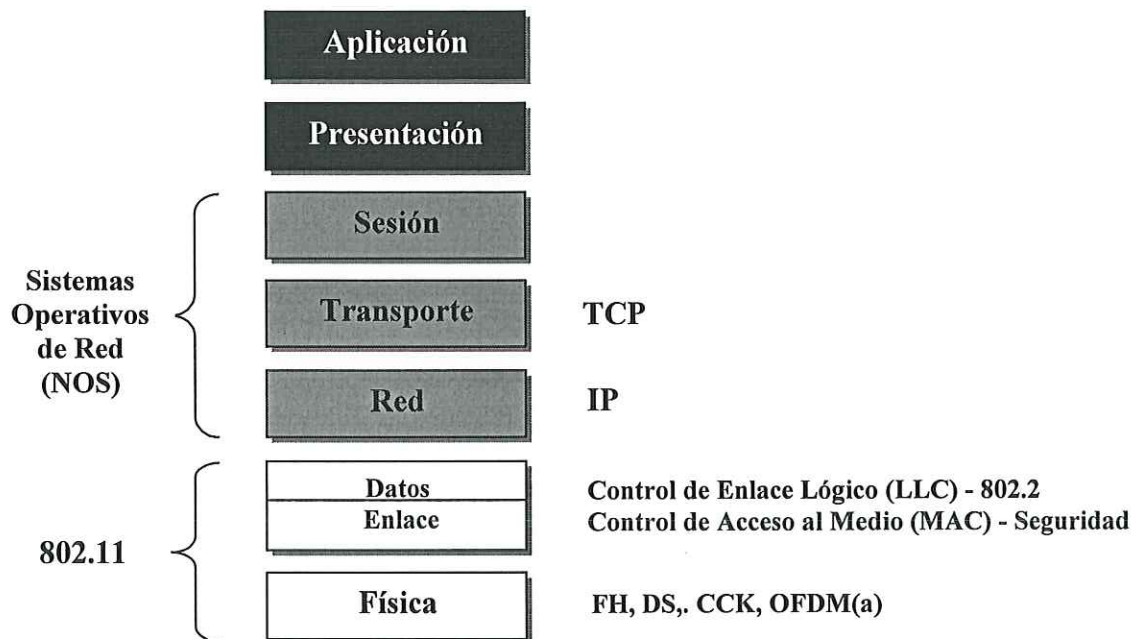 Aplicación
Presentación
Sesión
Sistemas
Operativos
de Red
(NOS)
Transporte
TCP
Red
IP
802.11
Datos
Enlace
Control de Enlace Lógico (LLC) - 802.2
Control de Acceso al Medio (MAC) - Seguridad
Física
FH, DS,. CCK, OFDM(a)